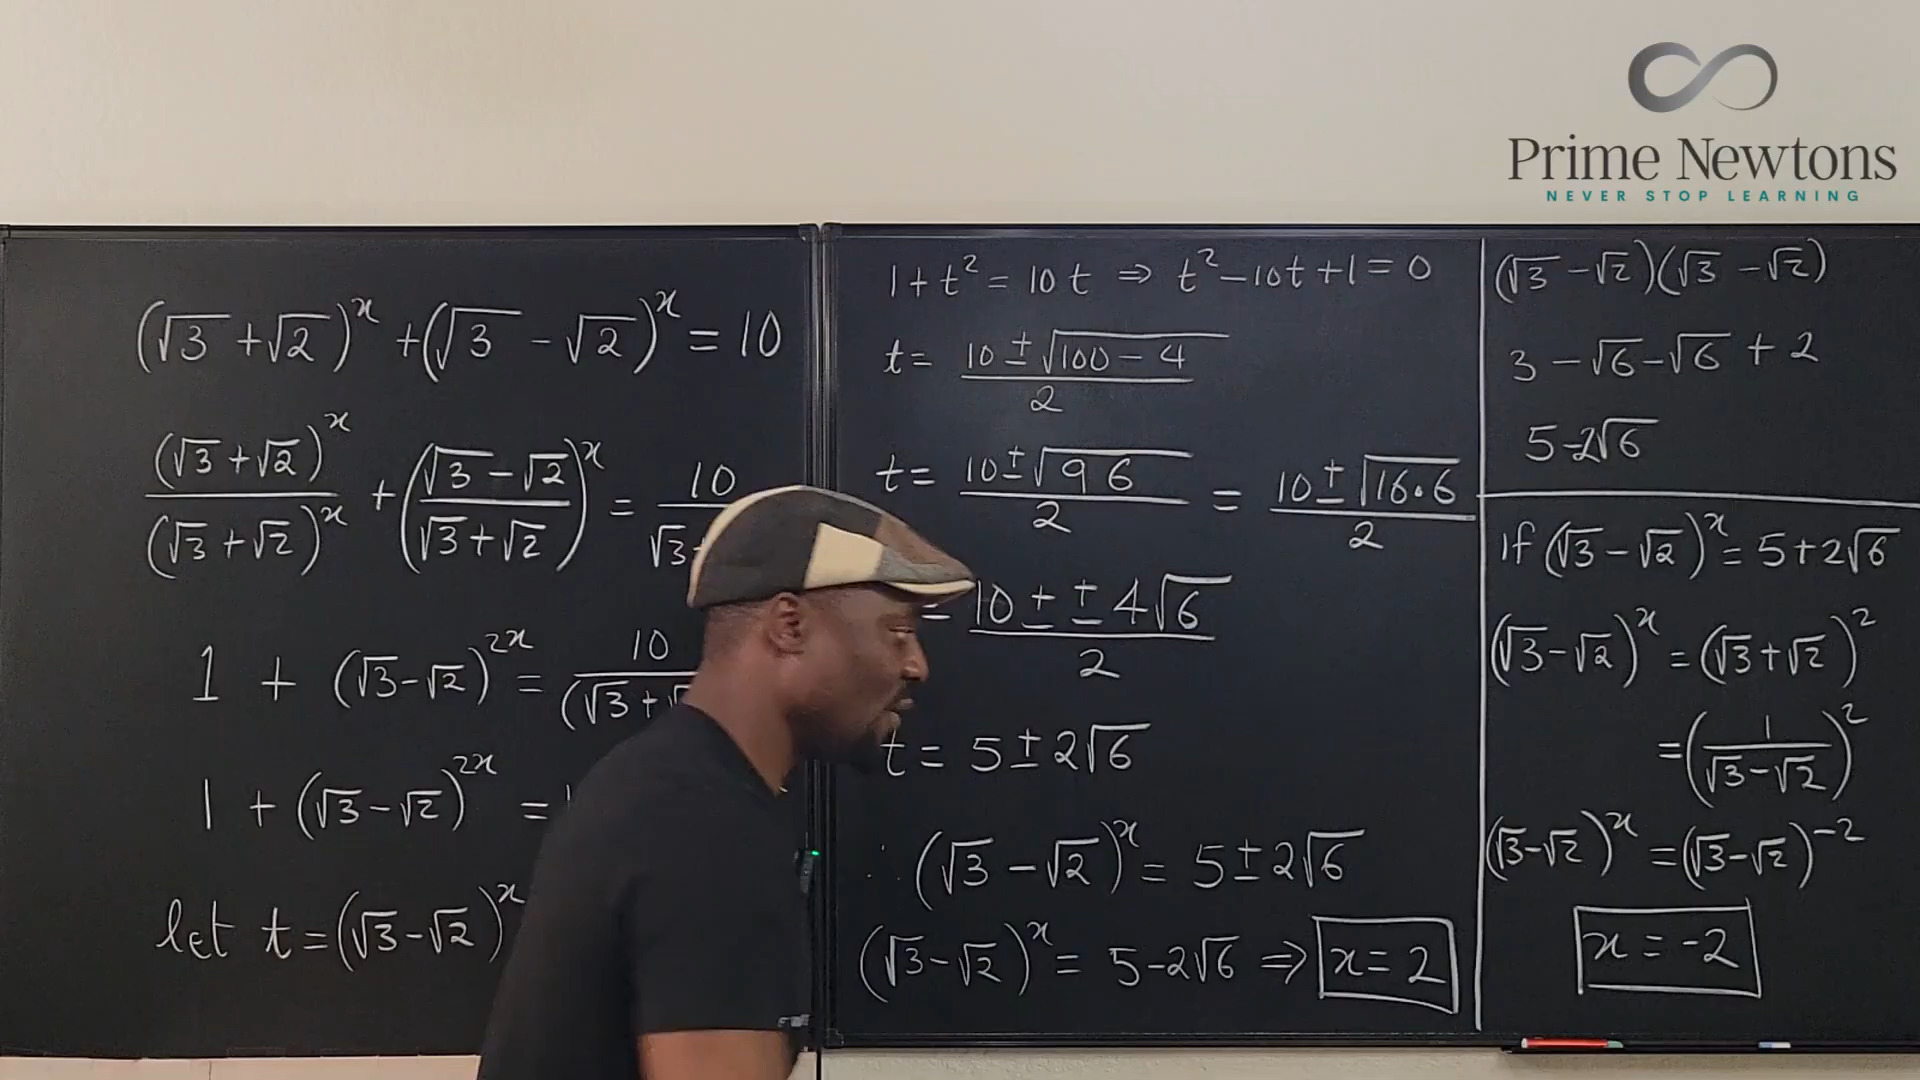 Prime Newtons
NEVER STOP LEARNING
(√3 + √2)^x + (√3 - √2)^x = 10
(√3 + √2)^x / (√3 + √2)^x + ((√3 - √2) / (√3 + √2))^x = 10 / √3
1 + (√3 - √2)^2x = 10 / (√3 + √
1 + (√3 - √2)^2x =
let t = (√3 - √2)^x
1 + t² = 10t ⇒ t² - 10t + 1 = 0
t = (10 ± √(100 - 4)) / 2
t = (10 ± √96) / 2 = (10 ± √(16·6)) / 2
= (10 ± ± 4√6) / 2
t = 5 ± 2√6
∴ (√3 - √2)^x = 5 ± 2√6
(√3 - √2)^x = 5 - 2√6 ⇒ x = 2
(√3 - √2)(√3 - √2)
3 - √6 - √6 + 2
5 - 2√6
If (√3 - √2)^x = 5 + 2√6
(√3 - √2)^x = (√3 + √2)²
= (1 / (√3 - √2))²
(√3 - √2)^x = (√3 - √2)^-2
x = -2